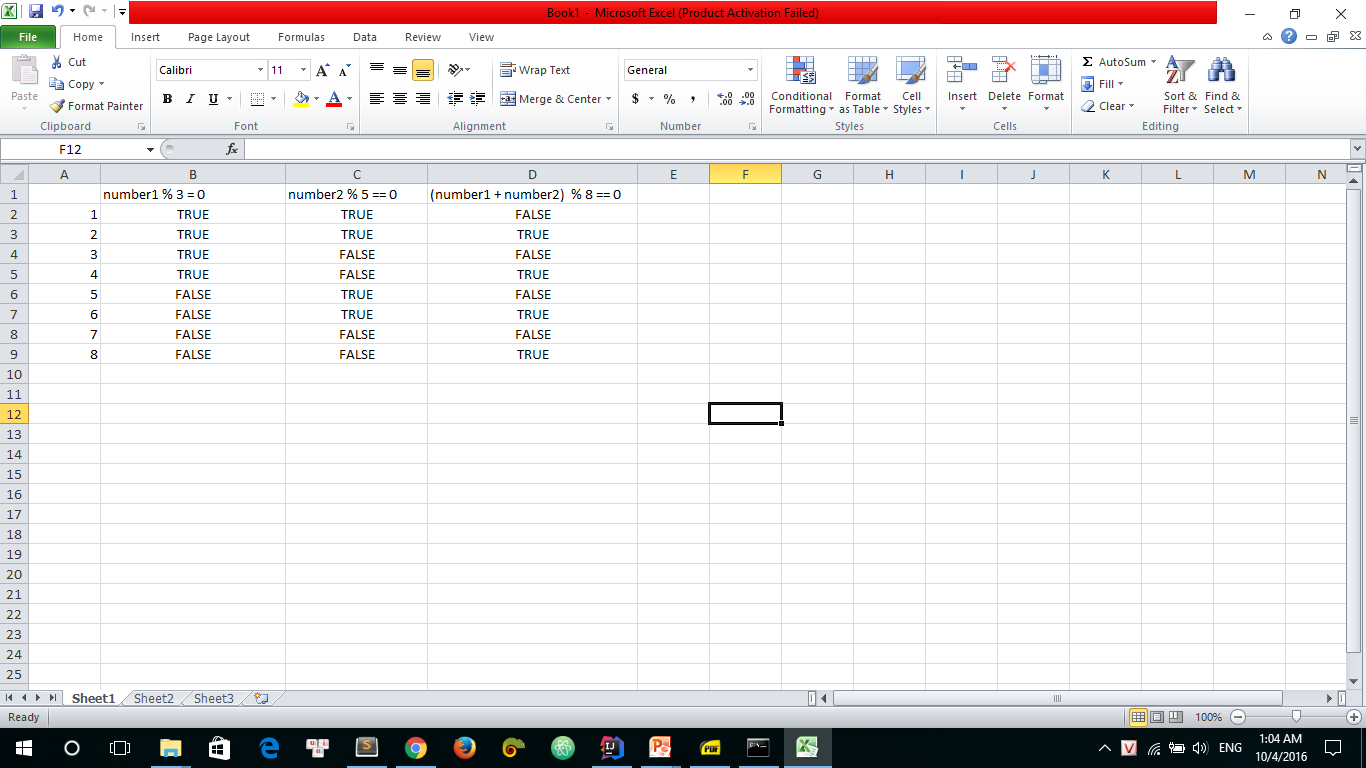 Book1 - Microsoft Excel (Product Activation Failed)
File Home Insert Page Layout Formulas Data Review View
Paste Cut Copy Format Painter Clipboard
Calibri 11 B I U Font
Wrap Text Merge & Center Alignment
General $ % , .00 Number
Conditional Formatting Format as Table Cell Styles Styles
Insert Delete Format Cells
Σ AutoSum Fill Clear Sort & Filter Find & Select Editing
F12 fx
A B C D E F G H I J K L M N
1 number1 % 3 = 0 number2 % 5 == 0 (number1 + number2) % 8 == 0
2 1 TRUE TRUE FALSE
3 2 TRUE TRUE TRUE
4 3 TRUE FALSE FALSE
5 4 TRUE FALSE TRUE
6 5 FALSE TRUE FALSE
7 6 FALSE TRUE TRUE
8 7 FALSE FALSE FALSE
9 8 FALSE FALSE TRUE
10
11
12
13
14
15
16
17
18
19
20
21
22
23
24
25
Sheet1 Sheet2 Sheet3
Ready 100%
ENG 1:04 AM
10/4/2016